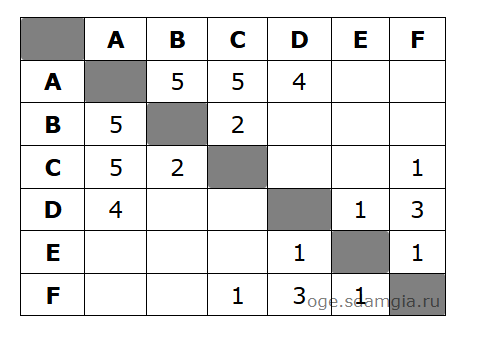 A B C D E F
A 5 5 4
B 5 2
C 5 2 1
D 4 1 3
E 1 1
F 1 3 1
oge.sdamgia.ru